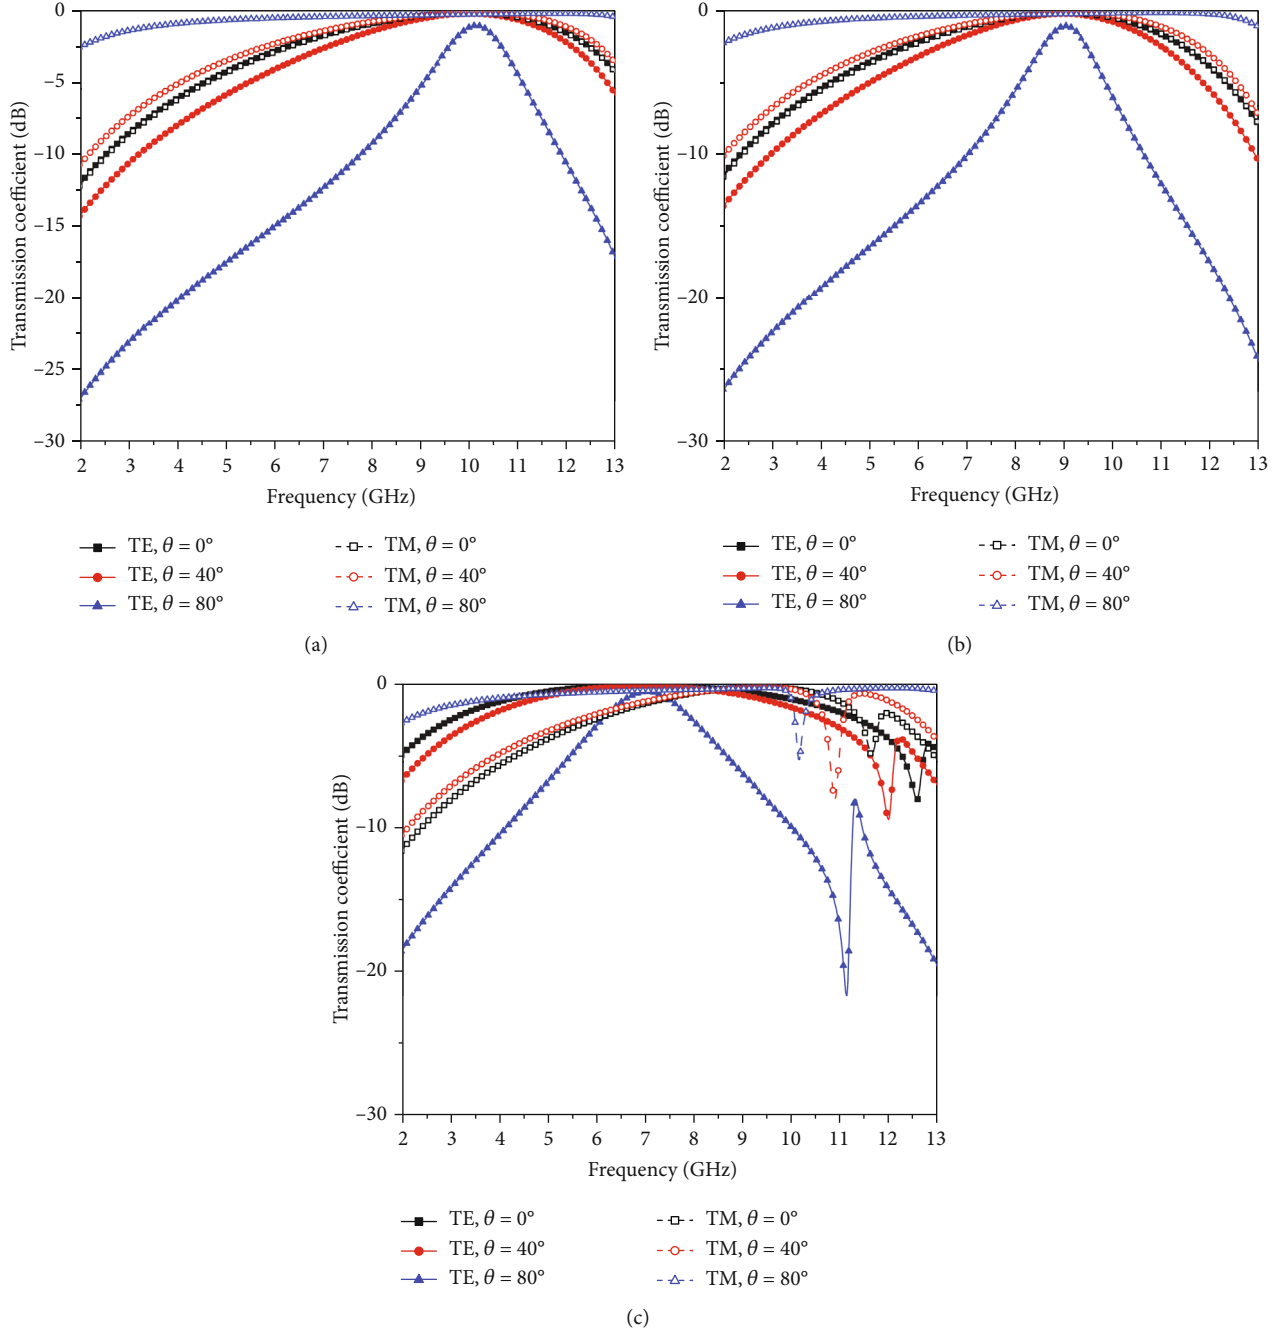 Transmission coefficient (dB)
0
–5
–10
–15
–20
–25
–30
2 3 4 5 6 7 8 9 10 11 12 13
Frequency (GHz)
TE, θ = 0°
TE, θ = 40°
TE, θ = 80°
TM, θ = 0°
TM, θ = 40°
TM, θ = 80°
(a)
Transmission coefficient (dB)
0
–5
–10
–15
–20
–25
–30
2 3 4 5 6 7 8 9 10 11 12 13
Frequency (GHz)
TE, θ = 0°
TE, θ = 40°
TE, θ = 80°
TM, θ = 0°
TM, θ = 40°
TM, θ = 80°
(b)
Transmission coefficient (dB)
0
–10
–20
–30
2 3 4 5 6 7 8 9 10 11 12 13
Frequency (GHz)
TE, θ = 0°
TE, θ = 40°
TE, θ = 80°
TM, θ = 0°
TM, θ = 40°
TM, θ = 80°
(c)